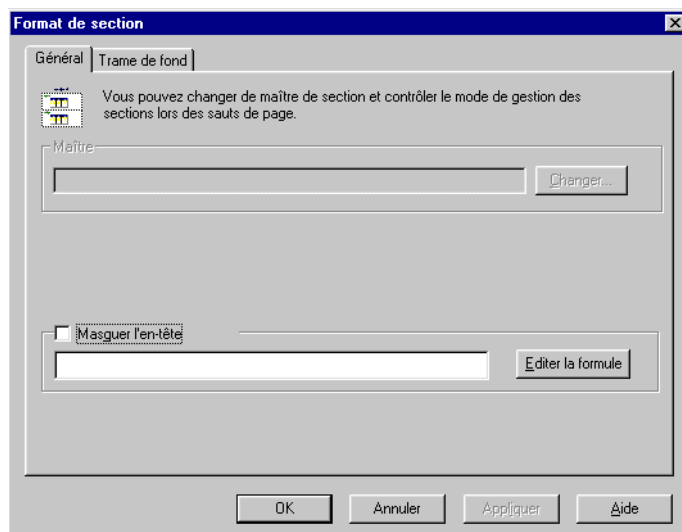 Format de section
Général
Trame de fond
Vous pouvez changer de maître de section et contrôler le mode de gestion des
sections lors des sauts de page.
Maître
Changer...
Masguer l'en-tête
Editer la formule
OK
Annuler
Appliquer
Aide